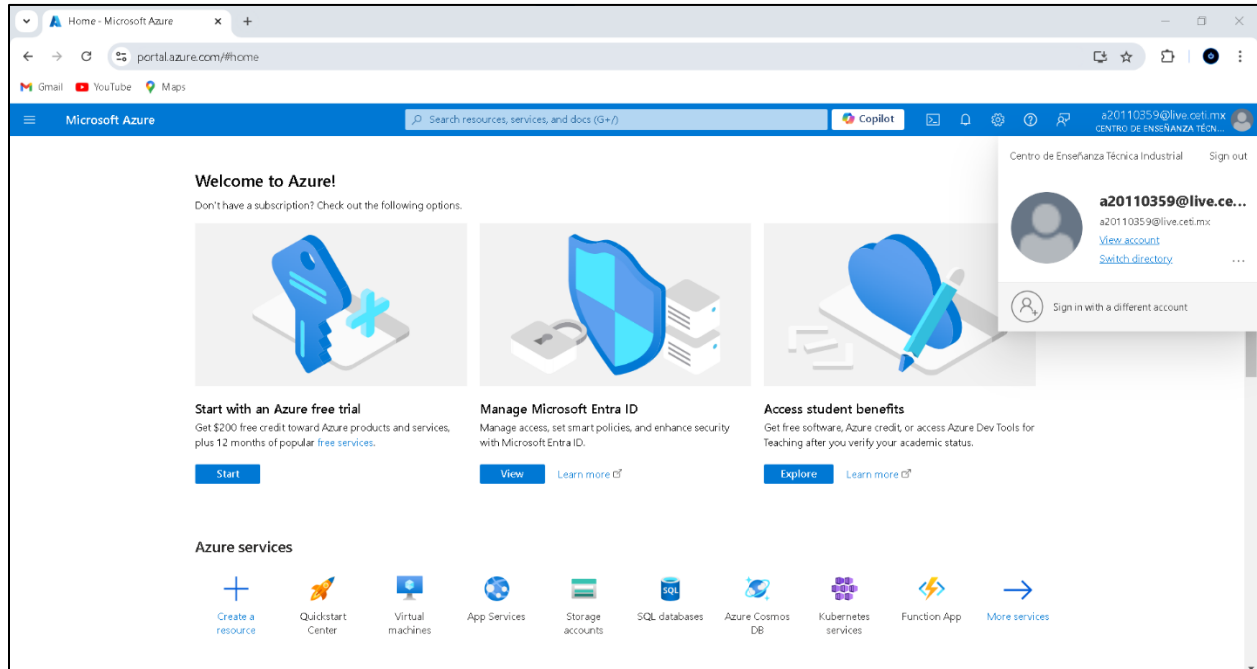 Home - Microsoft Azure
portal.azure.com/#home
Gmail YouTube Maps
Microsoft Azure
Search resources, services, and docs (G+/)
Copilot
a20110359@live.ceti.mx
CENTRO DE ENSEÑANZA TÉCN...
Centro de Enseñanza Técnica Industrial Sign out
a20110359@live.ce...
a20110359@live.ceti.mx
View account
Switch directory
...
Sign in with a different account
Welcome to Azure!
Don't have a subscription? Check out the following options.
Start with an Azure free trial
Get $200 free credit toward Azure products and services,
plus 12 months of popular free services.
Start
Manage Microsoft Entra ID
Manage access, set smart policies, and enhance security
with Microsoft Entra ID.
View Learn more
Access student benefits
Get free software, Azure credit, or access Azure Dev Tools for
Teaching after you verify your academic status.
Explore Learn more
Azure services
Create a
resource
Quickstart
Center
Virtual
machines
App Services
Storage
accounts
SQL
SQL databases
Azure Cosmos
DB
Kubernetes
services
Function App
More services